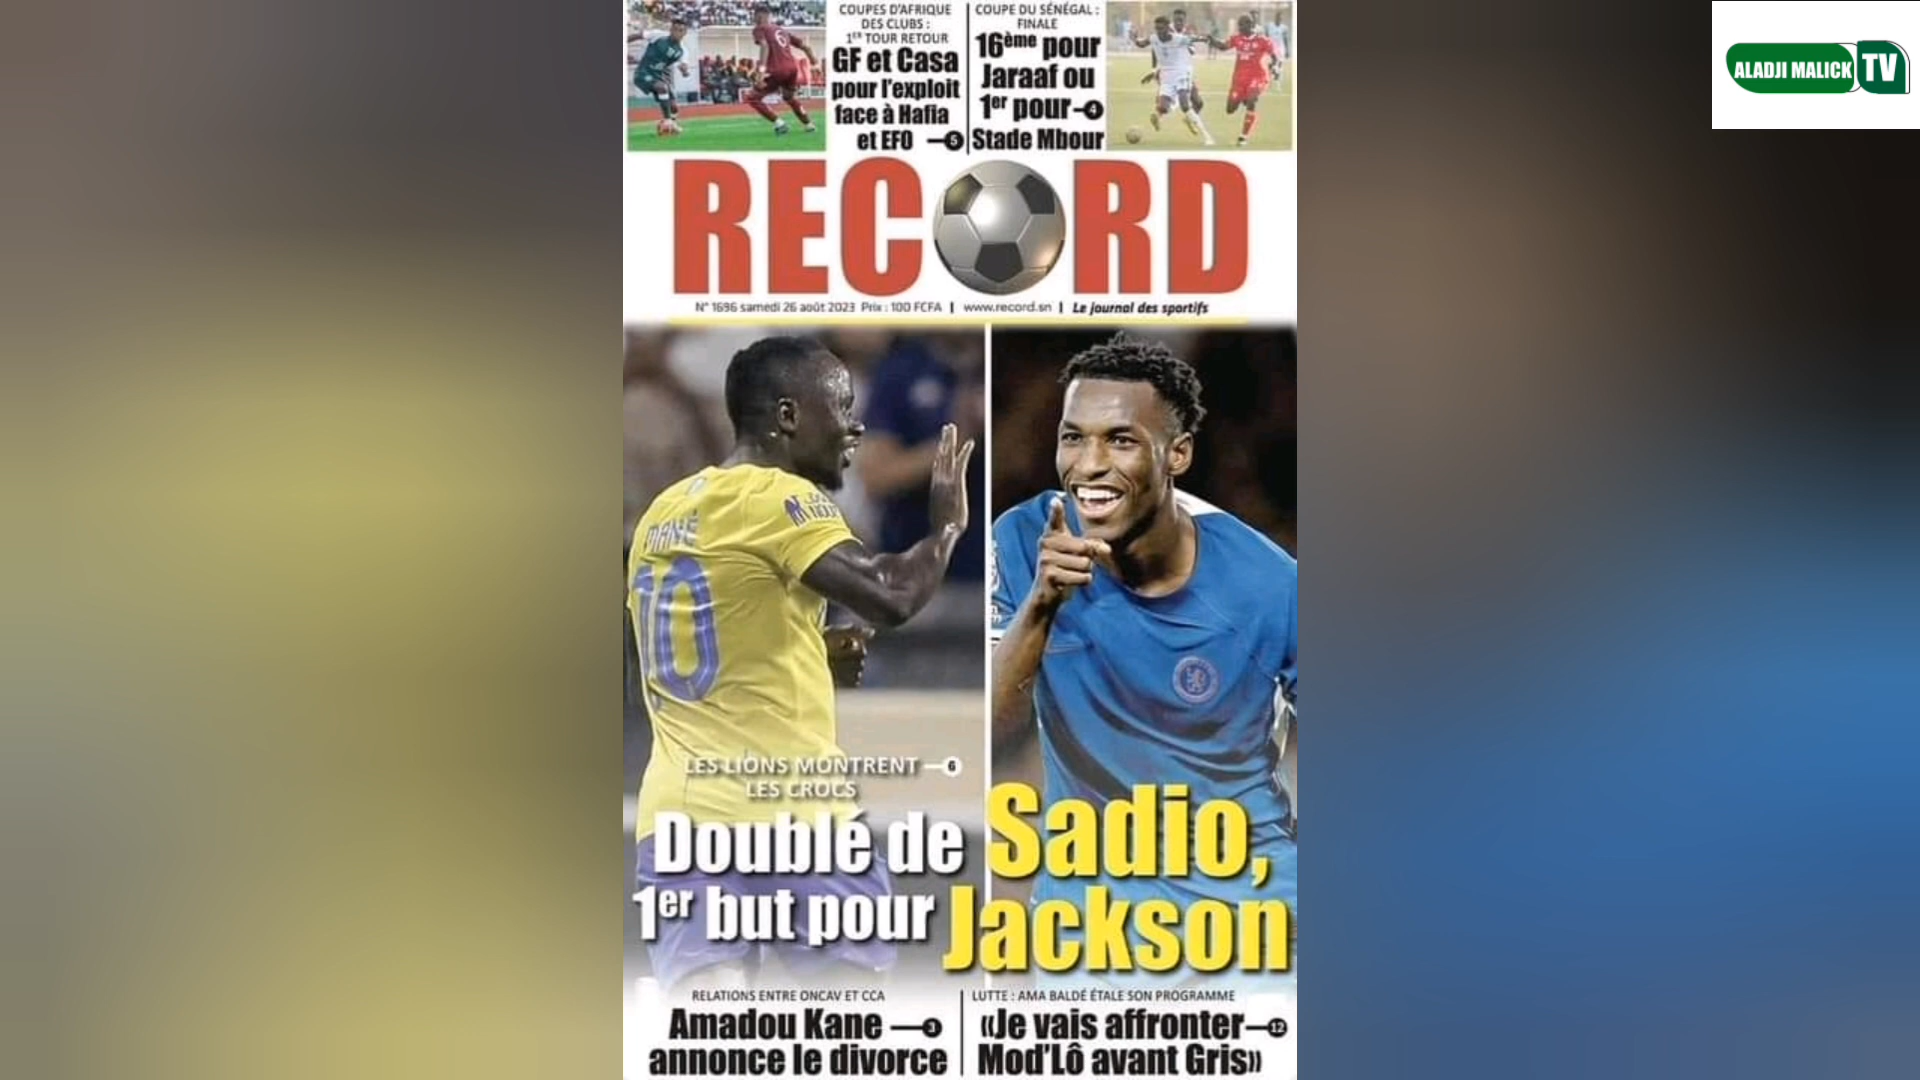 COUPES D'AFRIQUE
DES CLUBS :
1ER TOUR RETOUR
GF et Casa
pour l'exploit
face à Hafia
et EFO 5
COUPE DU SÉNÉGAL :
FINALE
16ème pour
Jaraaf ou
1er pour 4
Stade Mbour
ALADJI MALICK TV
RECORD
N° 1696 samedi 26 août 2023 Prix : 100 FCFA | www.record.sn | Le journal des sportifs
MANÉ
10
LES LIONS MONTRENT 6
LES CROCS
Doublé de Sadio,
1er but pour Jackson
RELATIONS ENTRE ONCAV ET CCA
Amadou Kane 3
annonce le divorce
LUTTE : AMA BALDÉ ÉTALE SON PROGRAMME
«Je vais affronter 12
Mod'Lô avant Gris»